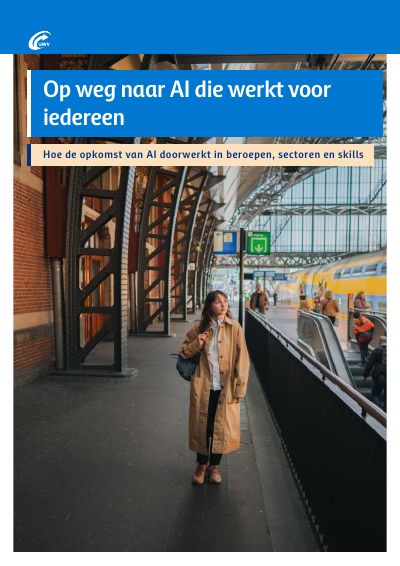 UWV
Op weg naar AI die werkt voor
iedereen
Hoe de opkomst van AI doorwerkt in beroepen, sectoren en skills